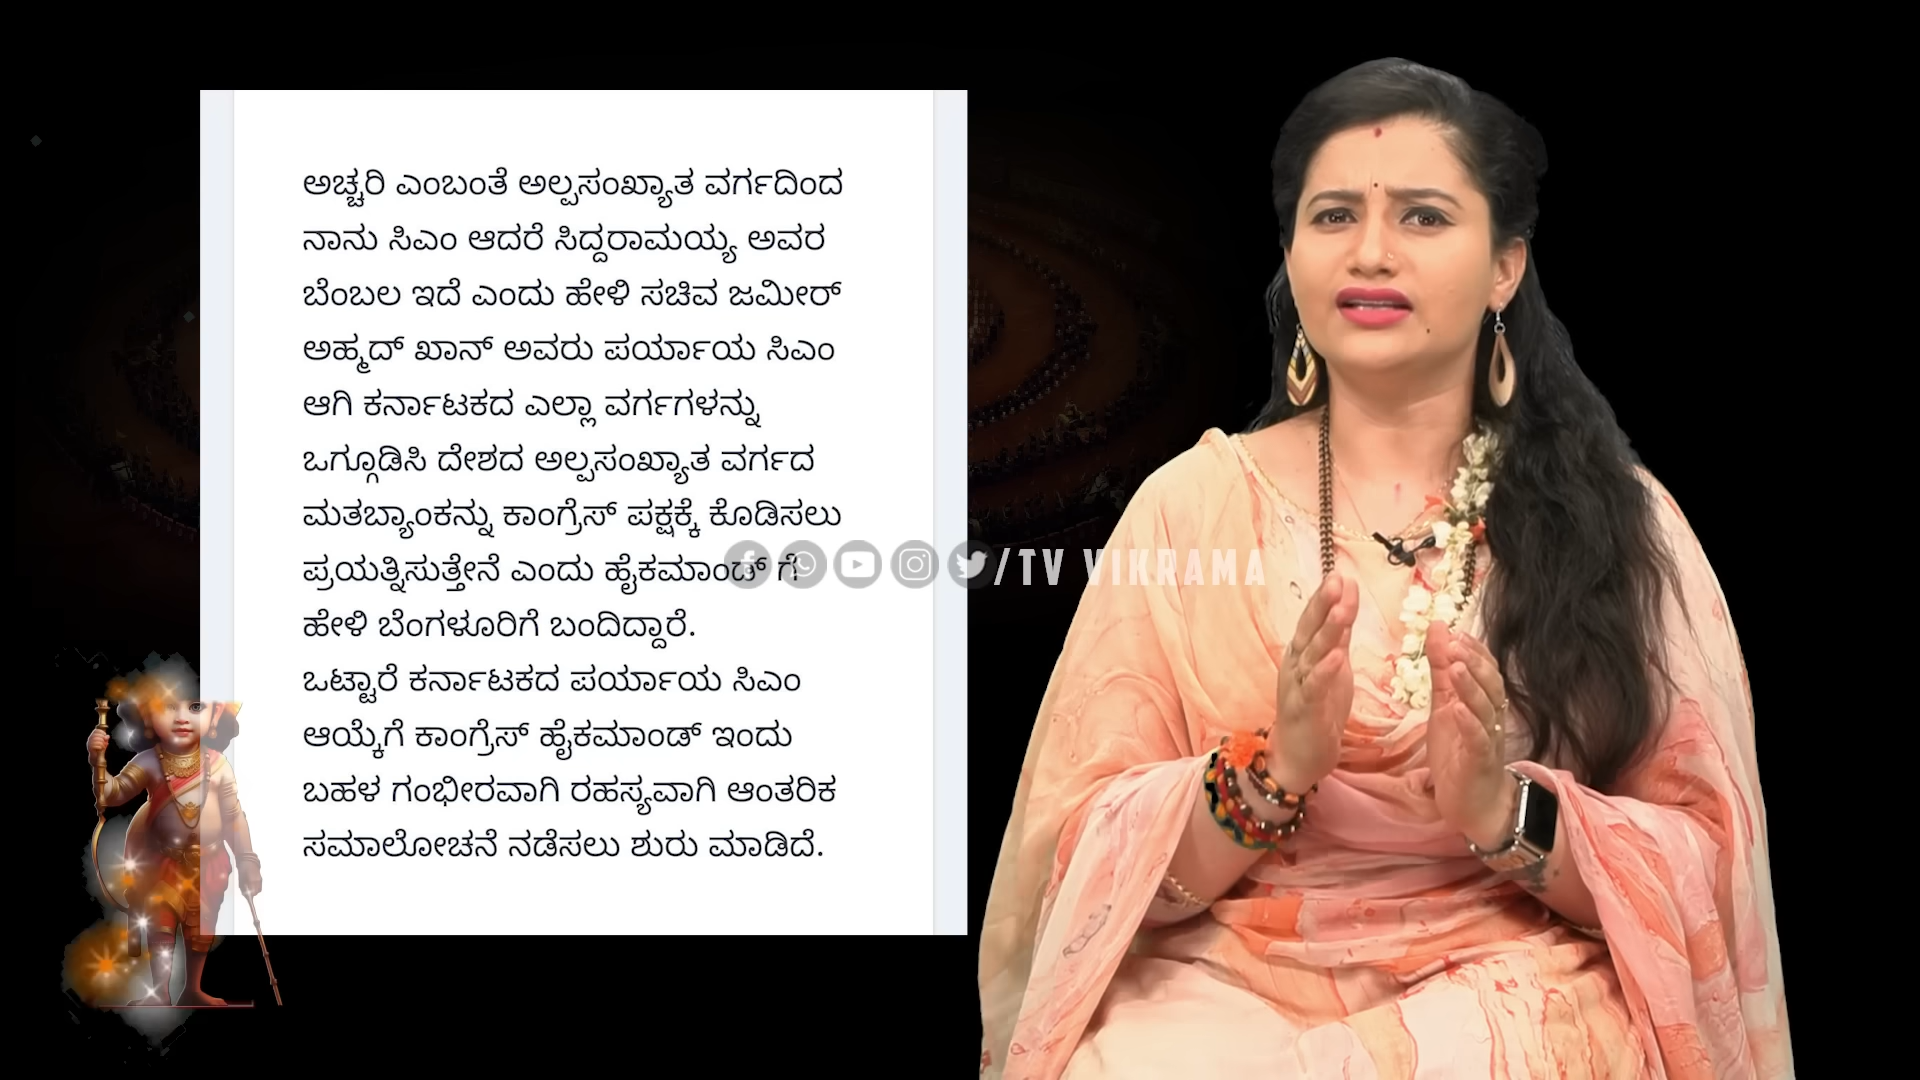 ಅಚ್ಚರಿ ಎಂಬಂತೆ ಅಲ್ಪಸಂಖ್ಯಾತ ವರ್ಗದಿಂದ
ನಾನು ಸಿಎಂ ಆದರೆ ಸಿದ್ದರಾಮಯ್ಯ ಅವರ
ಬೆಂಬಲ ಇದೆ ಎಂದು ಹೇಳಿ ಸಚಿವ ಜಮೀರ್
ಅಹ್ಮದ್ ಖಾನ್ ಅವರು ಪರ್ಯಾಯ ಸಿಎಂ
ಆಗಿ ಕರ್ನಾಟಕದ ಎಲ್ಲಾ ವರ್ಗಗಳನ್ನು
ಒಗ್ಗೂಡಿಸಿ ದೇಶದ ಅಲ್ಪಸಂಖ್ಯಾತ ವರ್ಗದ
ಮತಬ್ಯಾಂಕನ್ನು ಕಾಂಗ್ರೆಸ್ ಪಕ್ಷಕ್ಕೆ ಕೊಡಿಸಲು
ಪ್ರಯತ್ನಿಸುತ್ತೇನೆ ಎಂದು ಹೈಕಮಾಂಡ್ ಗೆ
/TV VIKRAMA
ಹೇಳಿ ಬೆಂಗಳೂರಿಗೆ ಬಂದಿದ್ದಾರೆ.
ಒಟ್ಟಾರೆ ಕರ್ನಾಟಕದ ಪರ್ಯಾಯ ಸಿಎಂ
ಆಯ್ಕೆಗೆ ಕಾಂಗ್ರೆಸ್ ಹೈಕಮಾಂಡ್ ಇಂದು
ಬಹಳ ಗಂಭೀರವಾಗಿ ರಹಸ್ಯವಾಗಿ ಆಂತರಿಕ
ಸಮಾಲೋಚನೆ ನಡೆಸಲು ಶುರು ಮಾಡಿದೆ.